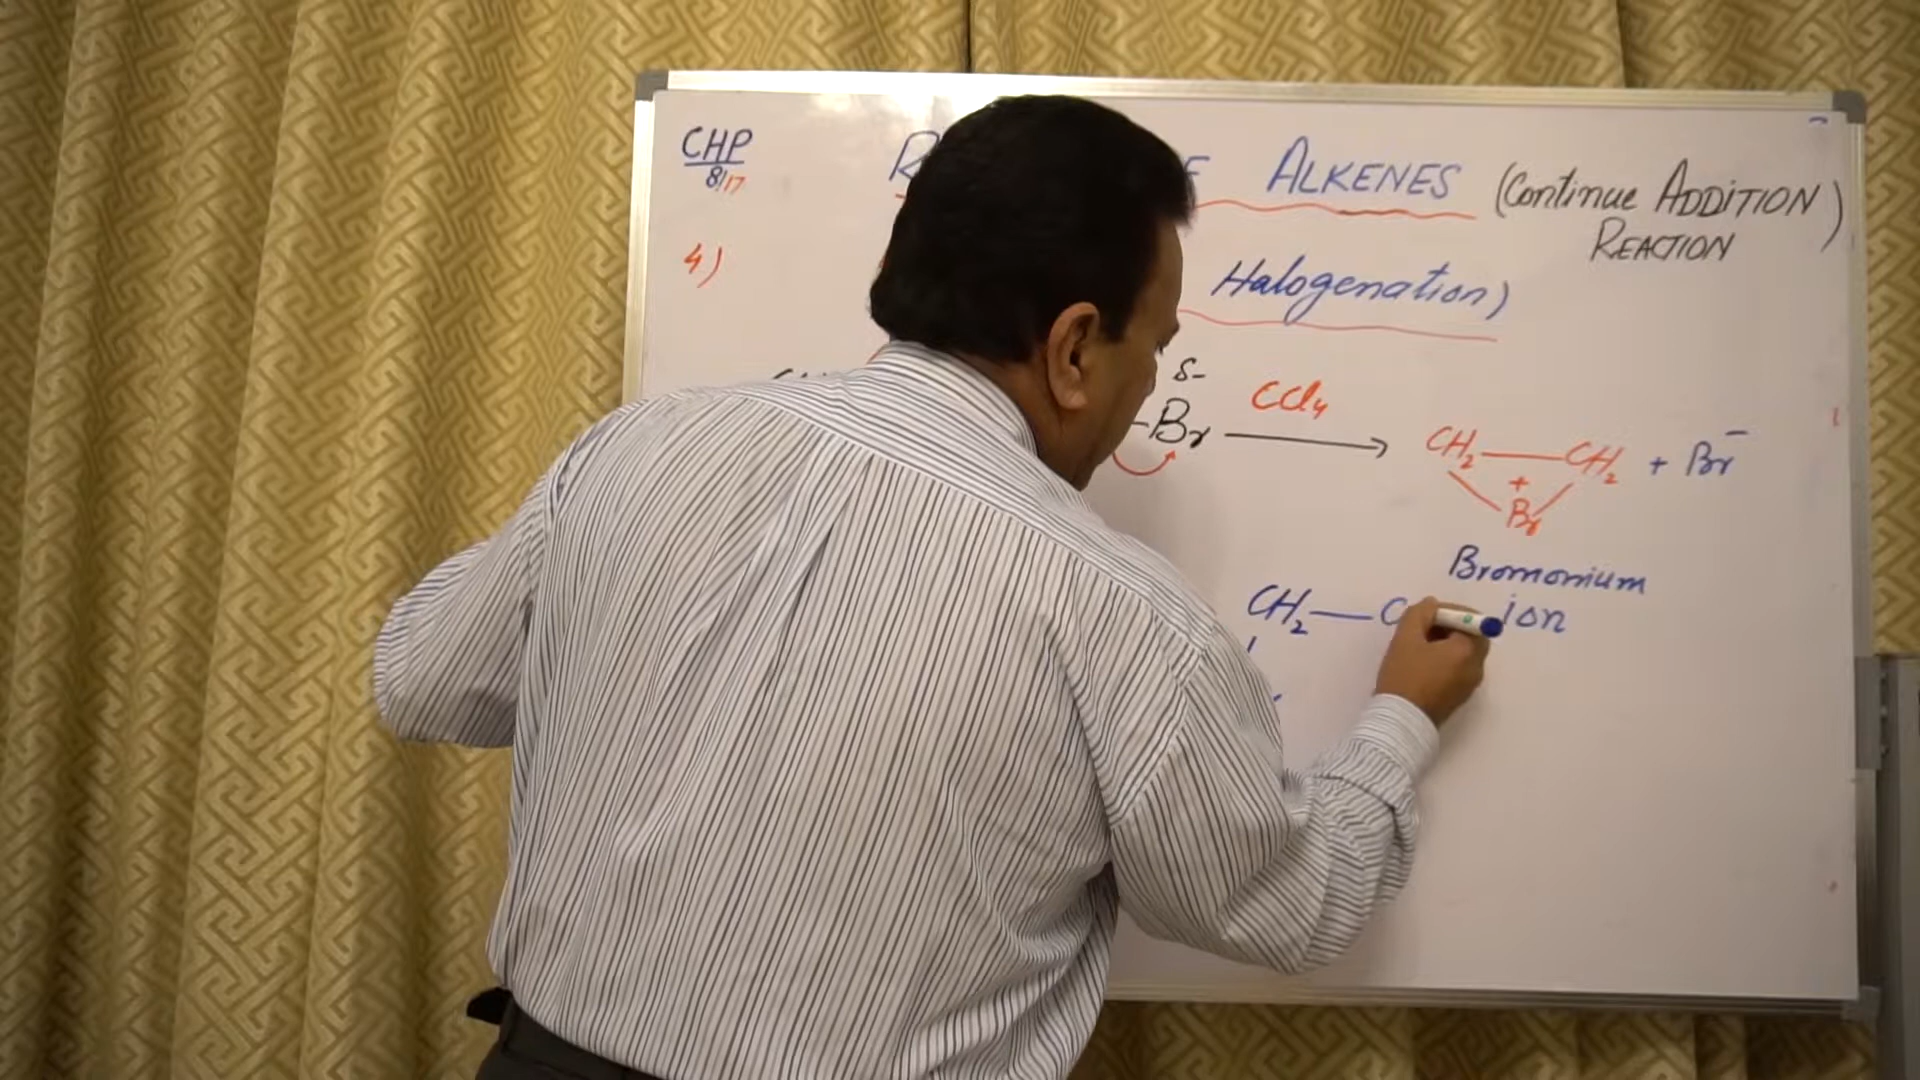 CHP
8/17
ALKENES (Continue ADDITION)
REACTION
4)
Halogenation)
δ-
-Br
CCl4
CH2—CH2 + Br-
+
Br
Bromonium
ion
CH2—C